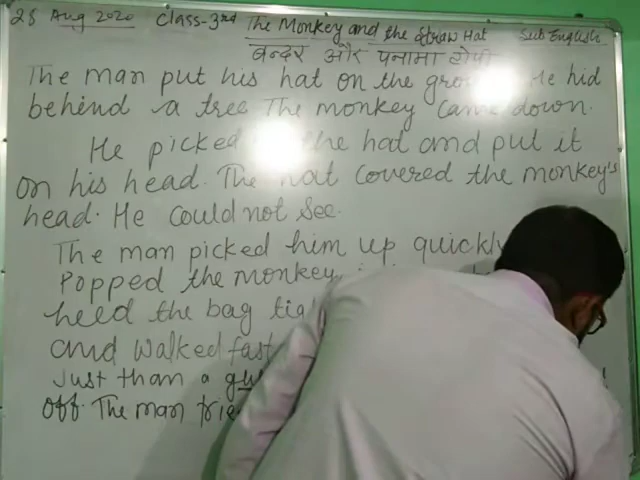 28 Aug 2020 Class-3rd The Monkey and the Straw Hat Sub English
बन्दर और पनामा टोपी
The man put his hat on the He hid
behind a tree The monkey came down.
He picked the hat and put it
on his head. The hat covered the monkey's
head. He could not see.
The man picked him up quickly
Popped the monkey
heed the bag
and walked fast
Just than a
off. The man